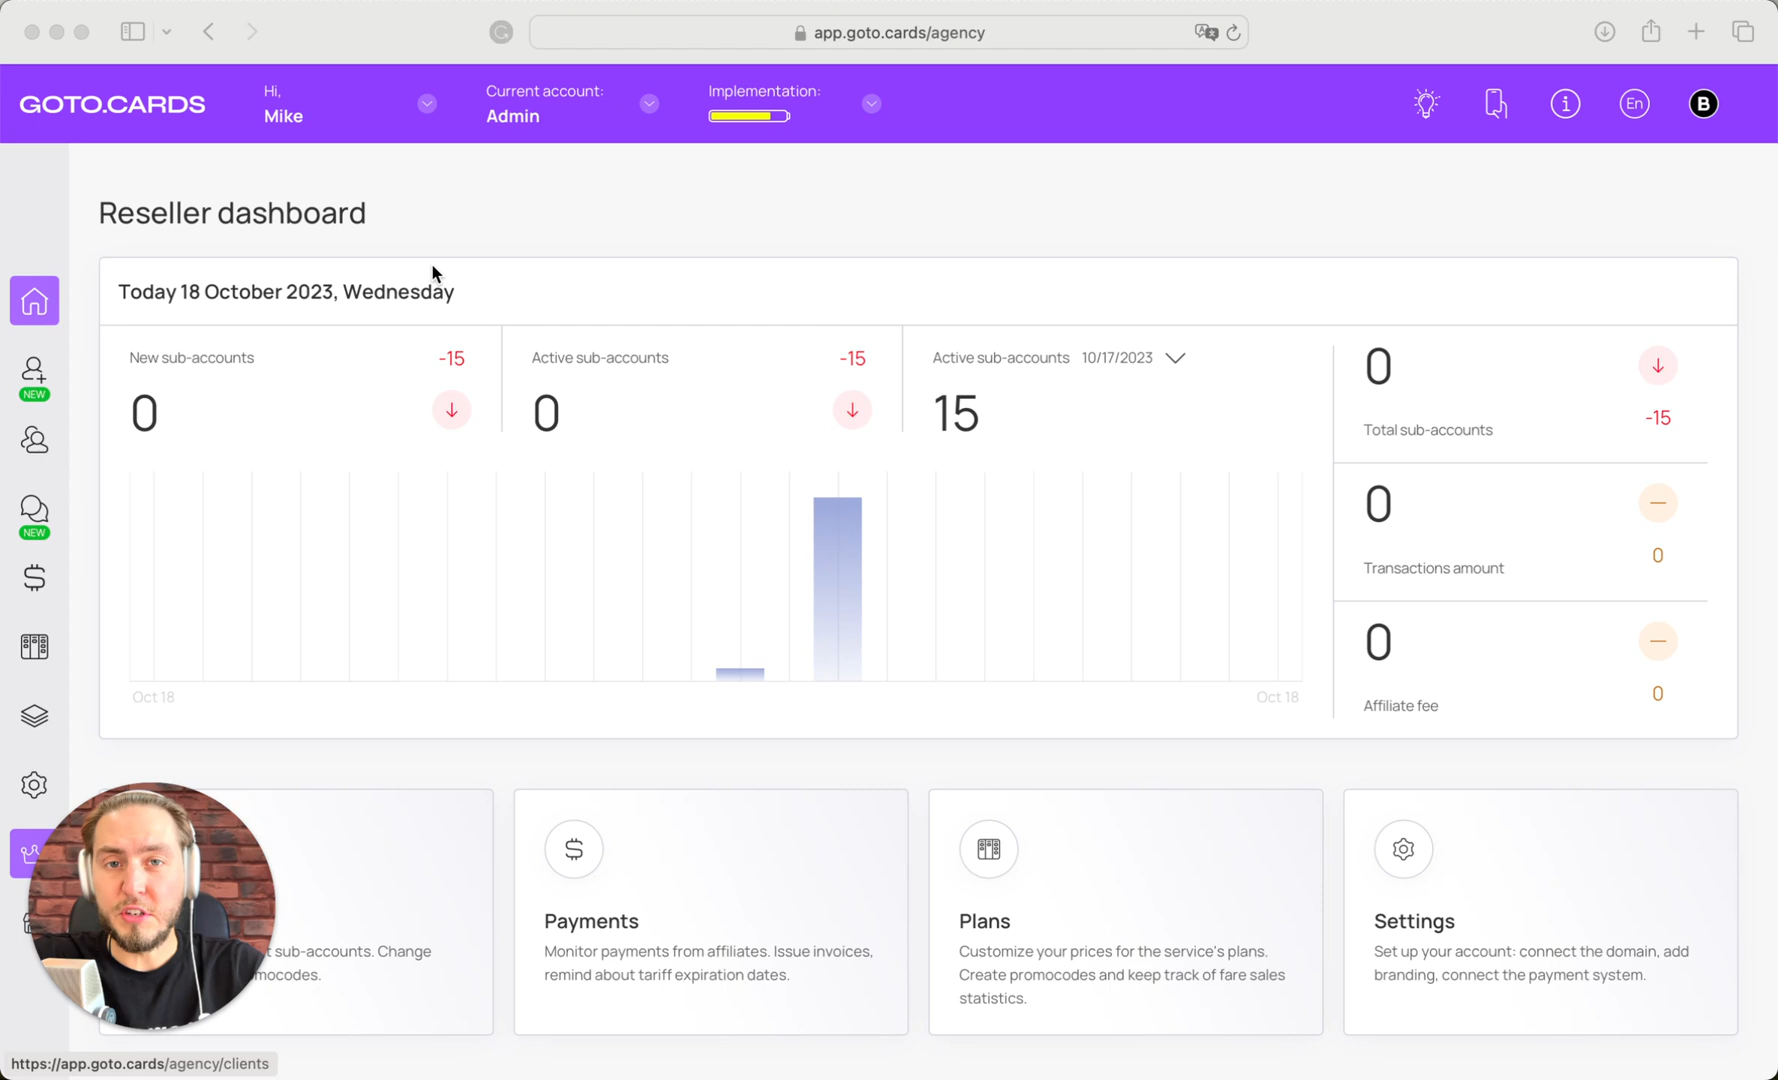 app.goto.cards/agency
GOTO.CARDS
Hi,
Mike
Current account:
Admin
Implementation:
En
B
Reseller dashboard
Today 18 October 2023, Wednesday
New sub-accounts
-15
0
Active sub-accounts
-15
0
Active sub-accounts 10/17/2023
15
0
-15
Total sub-accounts
0
0
Transactions amount
0
0
Affiliate fee
Oct 18
Oct 18
NEW
NEW
sub-accounts. Change
Payments
Monitor payments from affiliates. Issue invoices,
remind about tariff expiration dates.
Plans
Customize your prices for the service's plans.
Create promocodes and keep track of fare sales
statistics.
Settings
Set up your account: connect the domain, add
branding, connect the payment system.
https://app.goto.cards/agency/clients